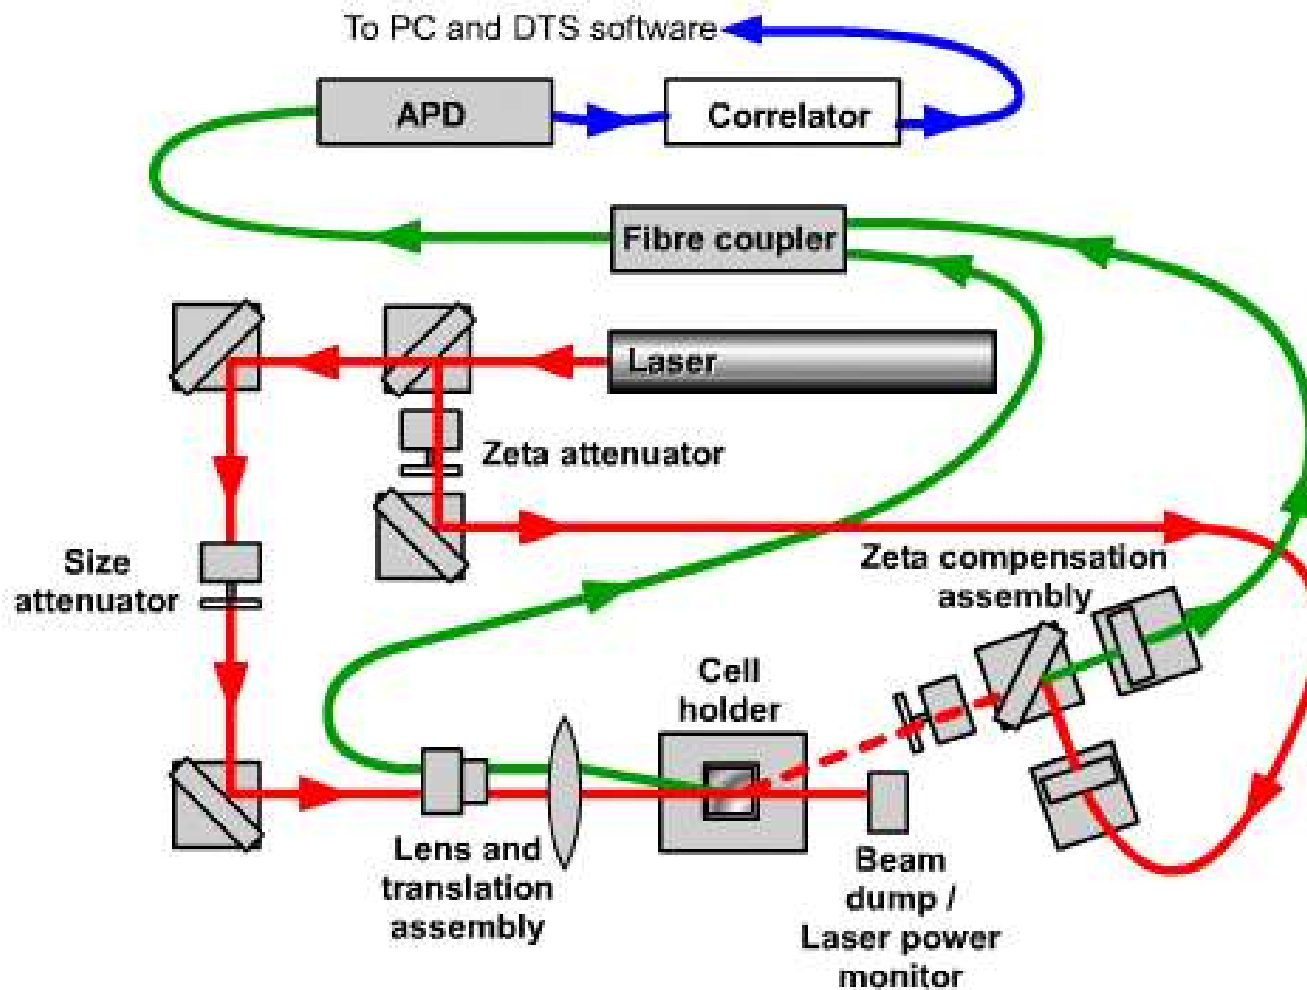 To PC and DTS software
APD
Correlator
Fibre coupler
Laser
Zeta attenuator
Size
attenuator
Zeta compensation
assembly
Cell
holder
Lens and
translation
assembly
Beam
dump /
Laser power
monitor